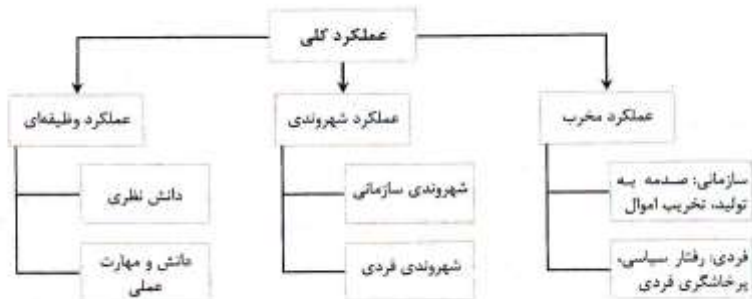 عملکرد کلی
عملکرد مخرب
سازمانی: صدمه به
تولید، تخریب اموال
فردی: رفتار سیاسی،
پرخاشگری فردی
عملکرد شهروندی
شهروندی سازمانی
شهروندی فردی
عملکرد وظیفه‌ای
دانش نظری
دانش و مهارت
عملی